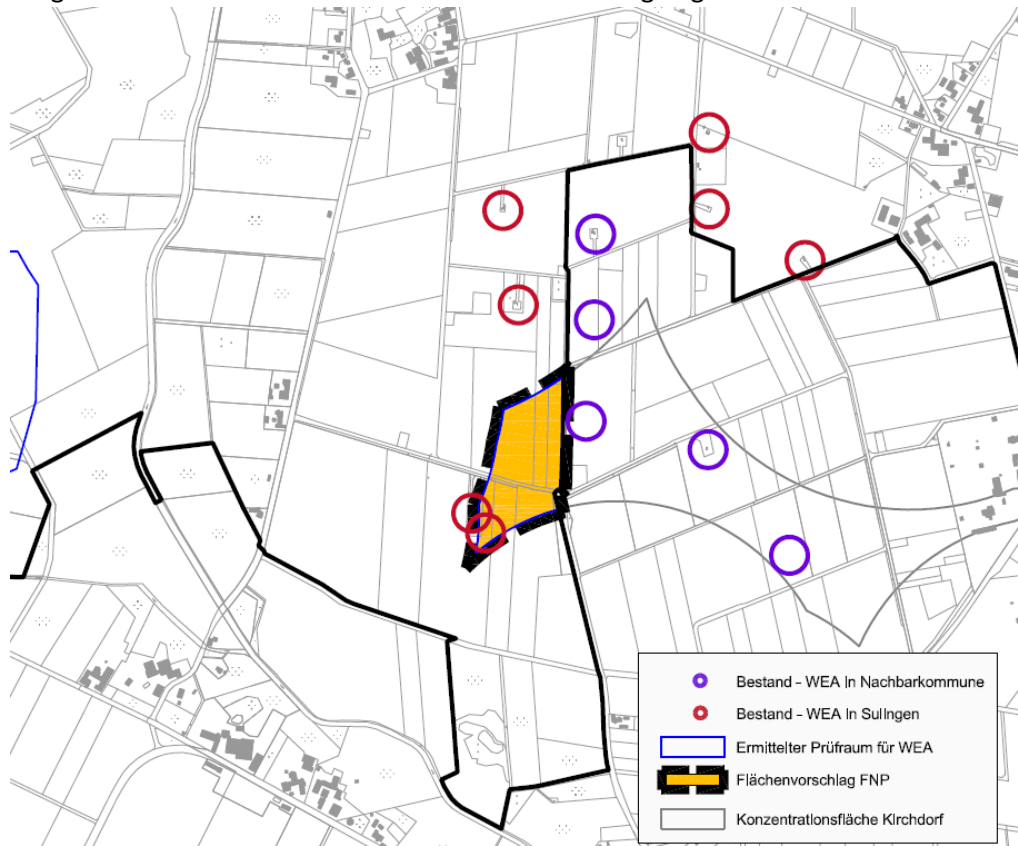 Bestand - WEA In Nachbarkommune
Bestand - WEA In Sulingen
Ermittelter Prüfraum für WEA
Flächenvorschlag FNP
Konzentrationsfläche Kirchdorf